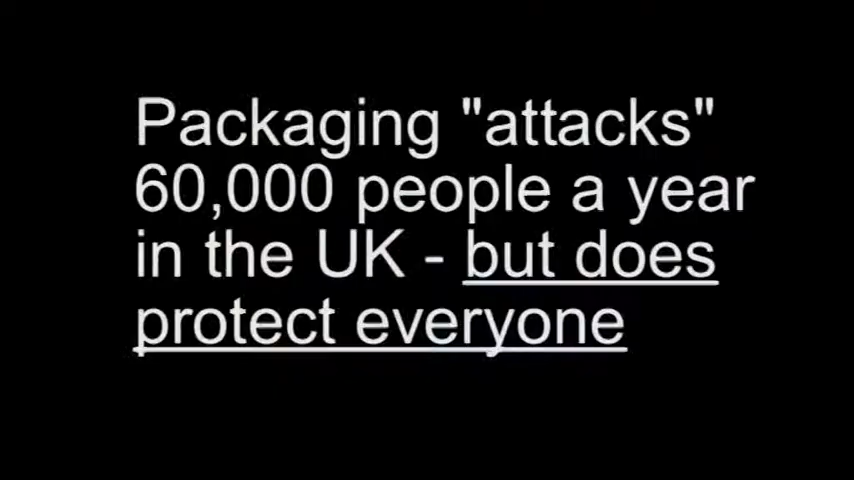 Packaging "attacks"
60,000 people a year
in the UK - but does
protect everyone